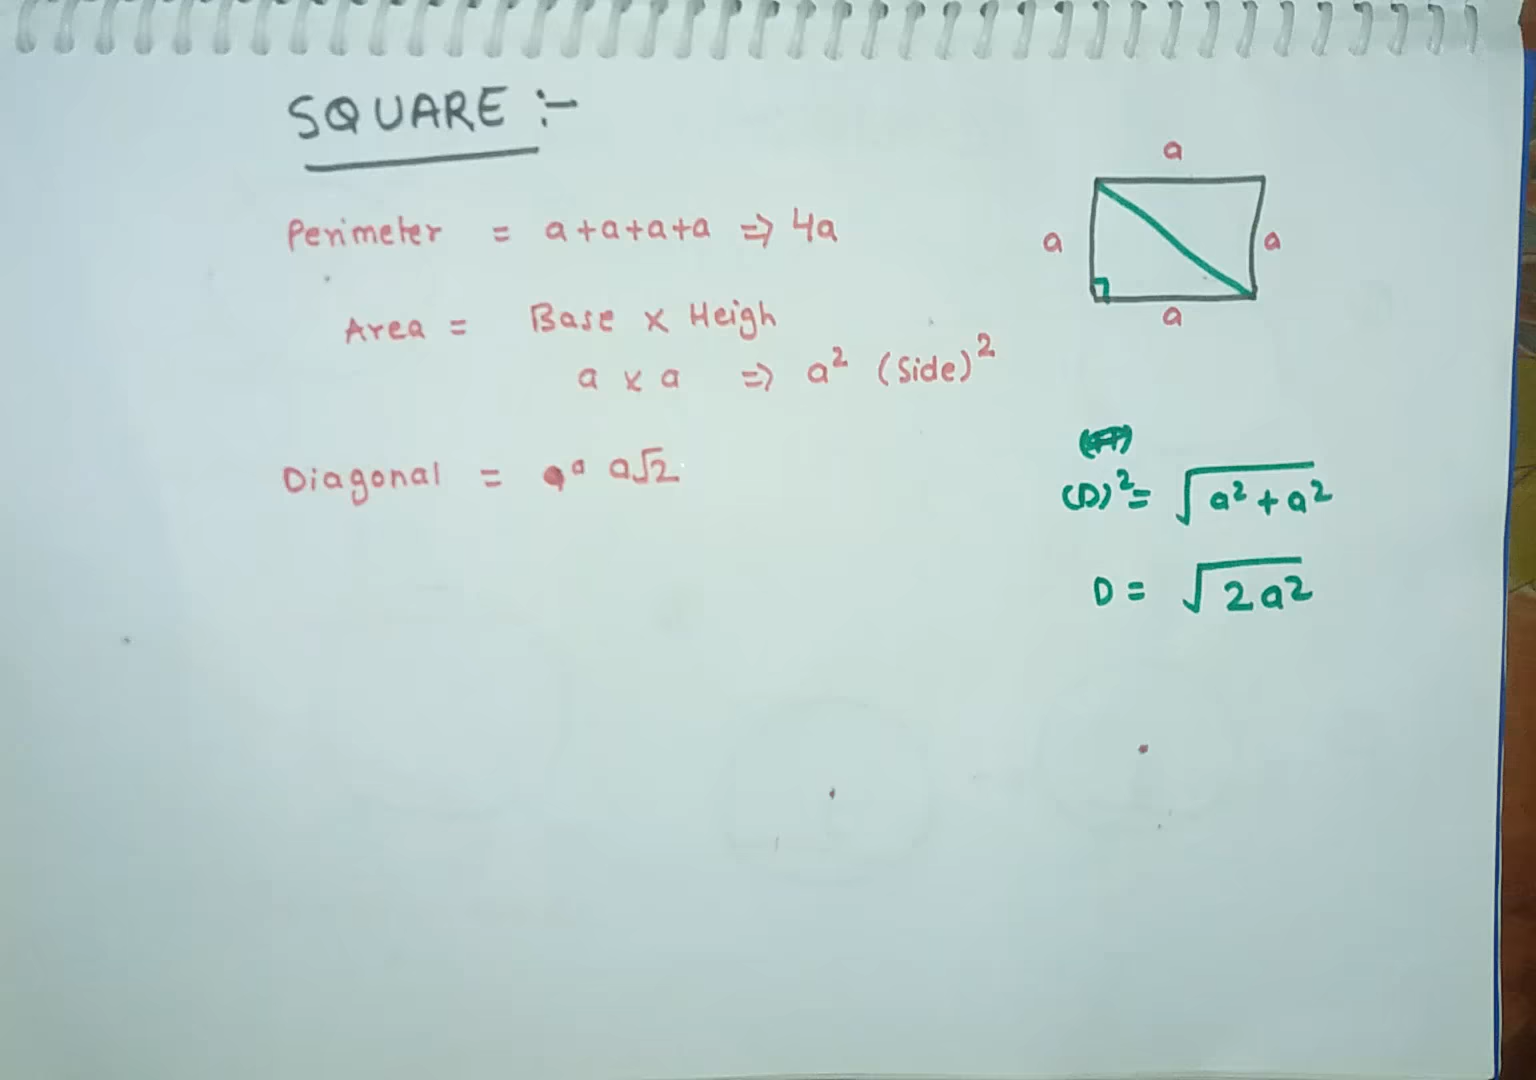 SQUARE :-
a
Perimeter = a+a+a+a => 4a
a a
Area = Base x Heigh
a
a x a => a² (Side)²
Diagonal = a a√2
(D)² = √a²+a²
D = √2a²